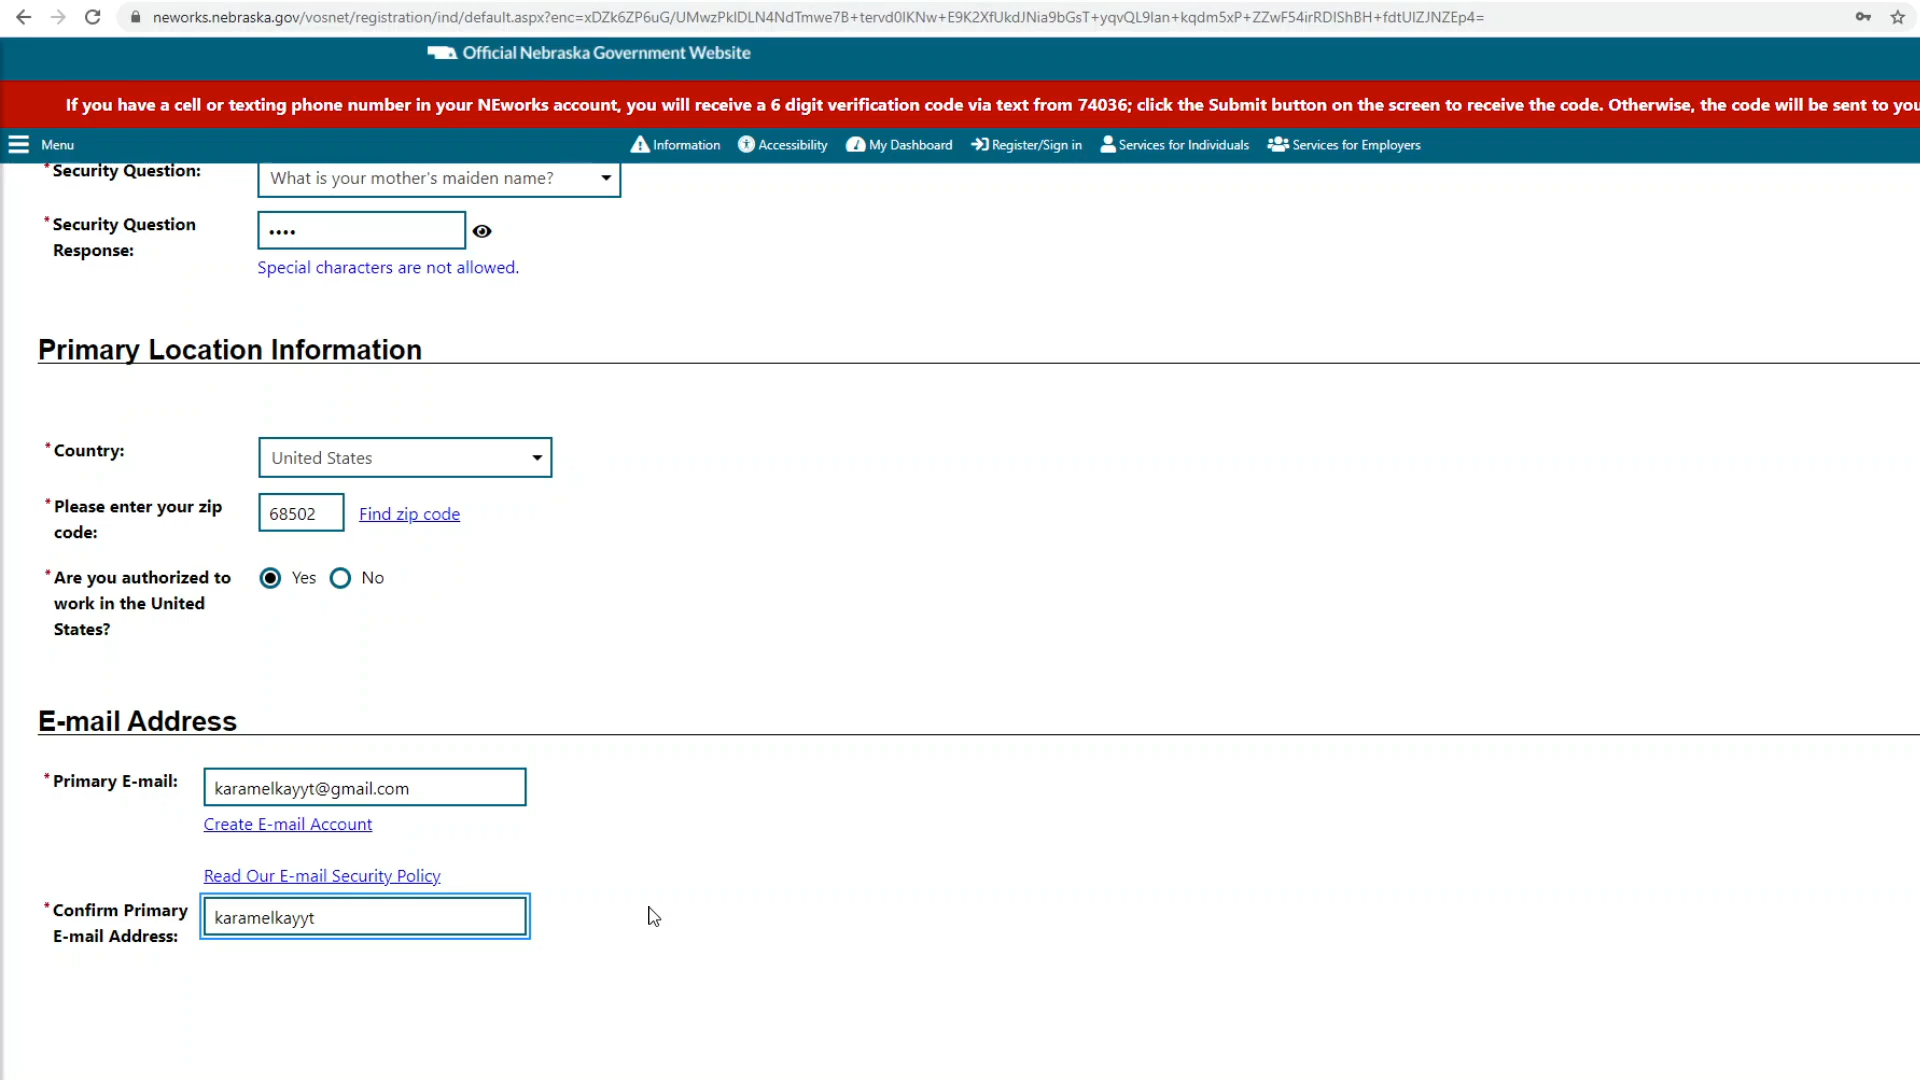 neworks.nebraska.gov/vosnet/registration/ind/default.aspx?enc=xDZk6ZP6uG/UMwzPkIDLN4NdTmwe7B+tervd0IKNw+E9K2XfUkdJNia9bGsT+yqvQL9Ian+kqdm5xP+ZZwF54irRDIShBH+fdtUIZJNZEp4=
Official Nebraska Government Website
If you have a cell or texting phone number in your NEworks account, you will receive a 6 digit verification code via text from 74036; click the Submit button on the screen to receive the code. Otherwise, the code will be sent to you
Menu
Information
Accessibility
My Dashboard
Register/Sign in
Services for Individuals
Services for Employers
*Security Question:
What is your mother's maiden name?
*Security Question
Response:
••••
Special characters are not allowed.
Primary Location Information
*Country:
United States
*Please enter your zip
code:
68502
Find zip code
*Are you authorized to
work in the United
States?
Yes
No
E-mail Address
*Primary E-mail:
karamelkayyt@gmail.com
Create E-mail Account
Read Our E-mail Security Policy
*Confirm Primary
E-mail Address:
karamelkayyt